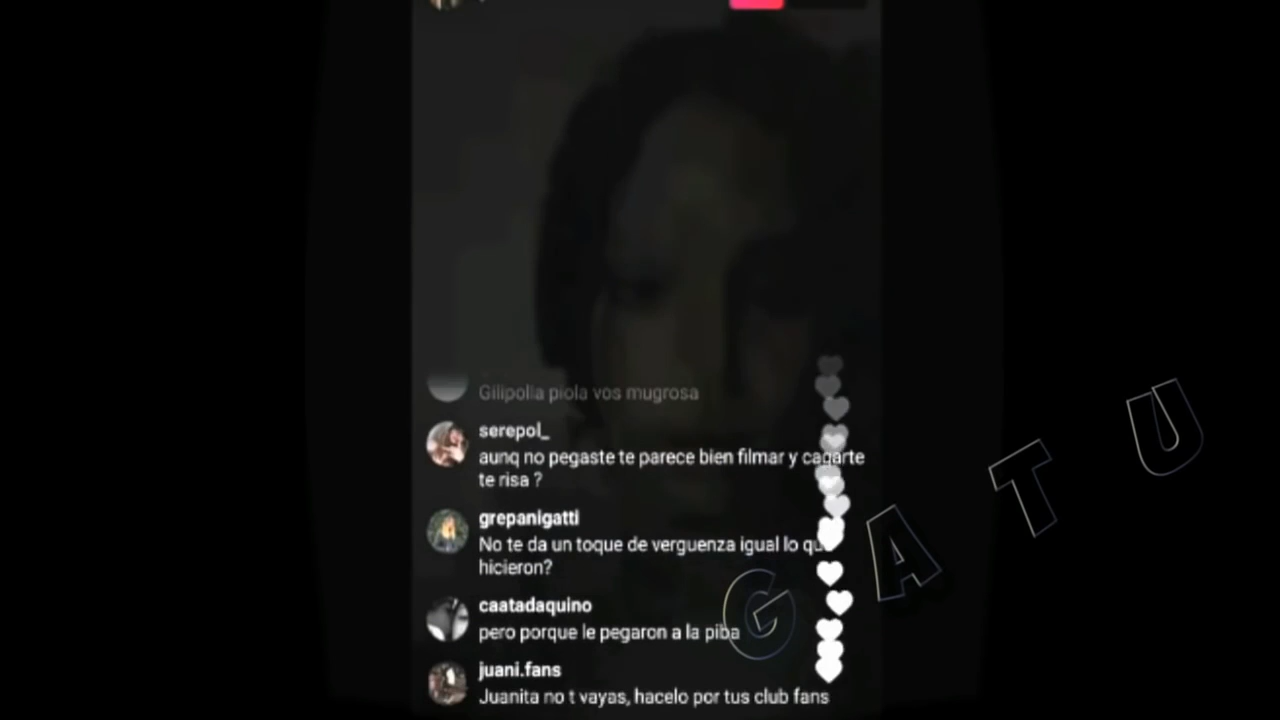 Gilipolla piola vos mugrosa
serepol_
aunq no pegaste te parece bien filmar y cagarte
te risa ?
grepanigatti
No te da un toque de verguenza igual lo que
hicieron?
caatadaquino
pero porque le pegaron a la piba
juani.fans
Juanita no t vayas, hacelo por tus club fans
GATU